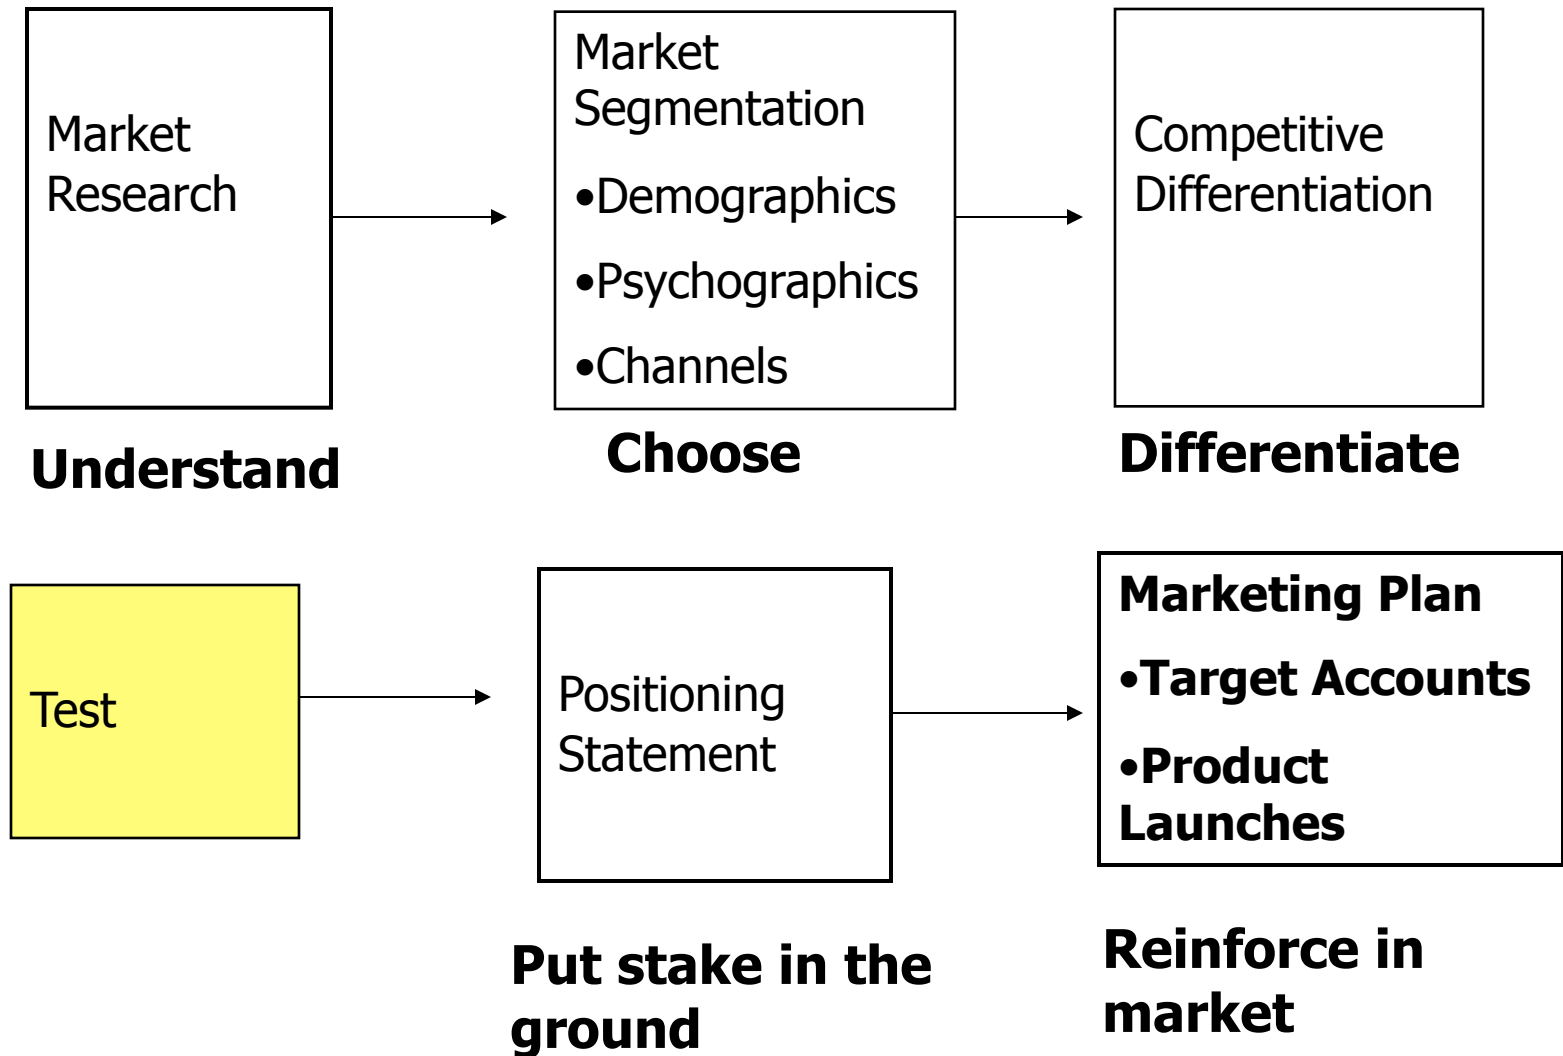 Market
Research
Market
Segmentation
•Demographics
•Psychographics
•Channels
Competitive
Differentiation
Understand
Choose
Differentiate
Test
Positioning
Statement
Marketing Plan
•Target Accounts
•Product
Launches
Put stake in the
ground
Reinforce in
market